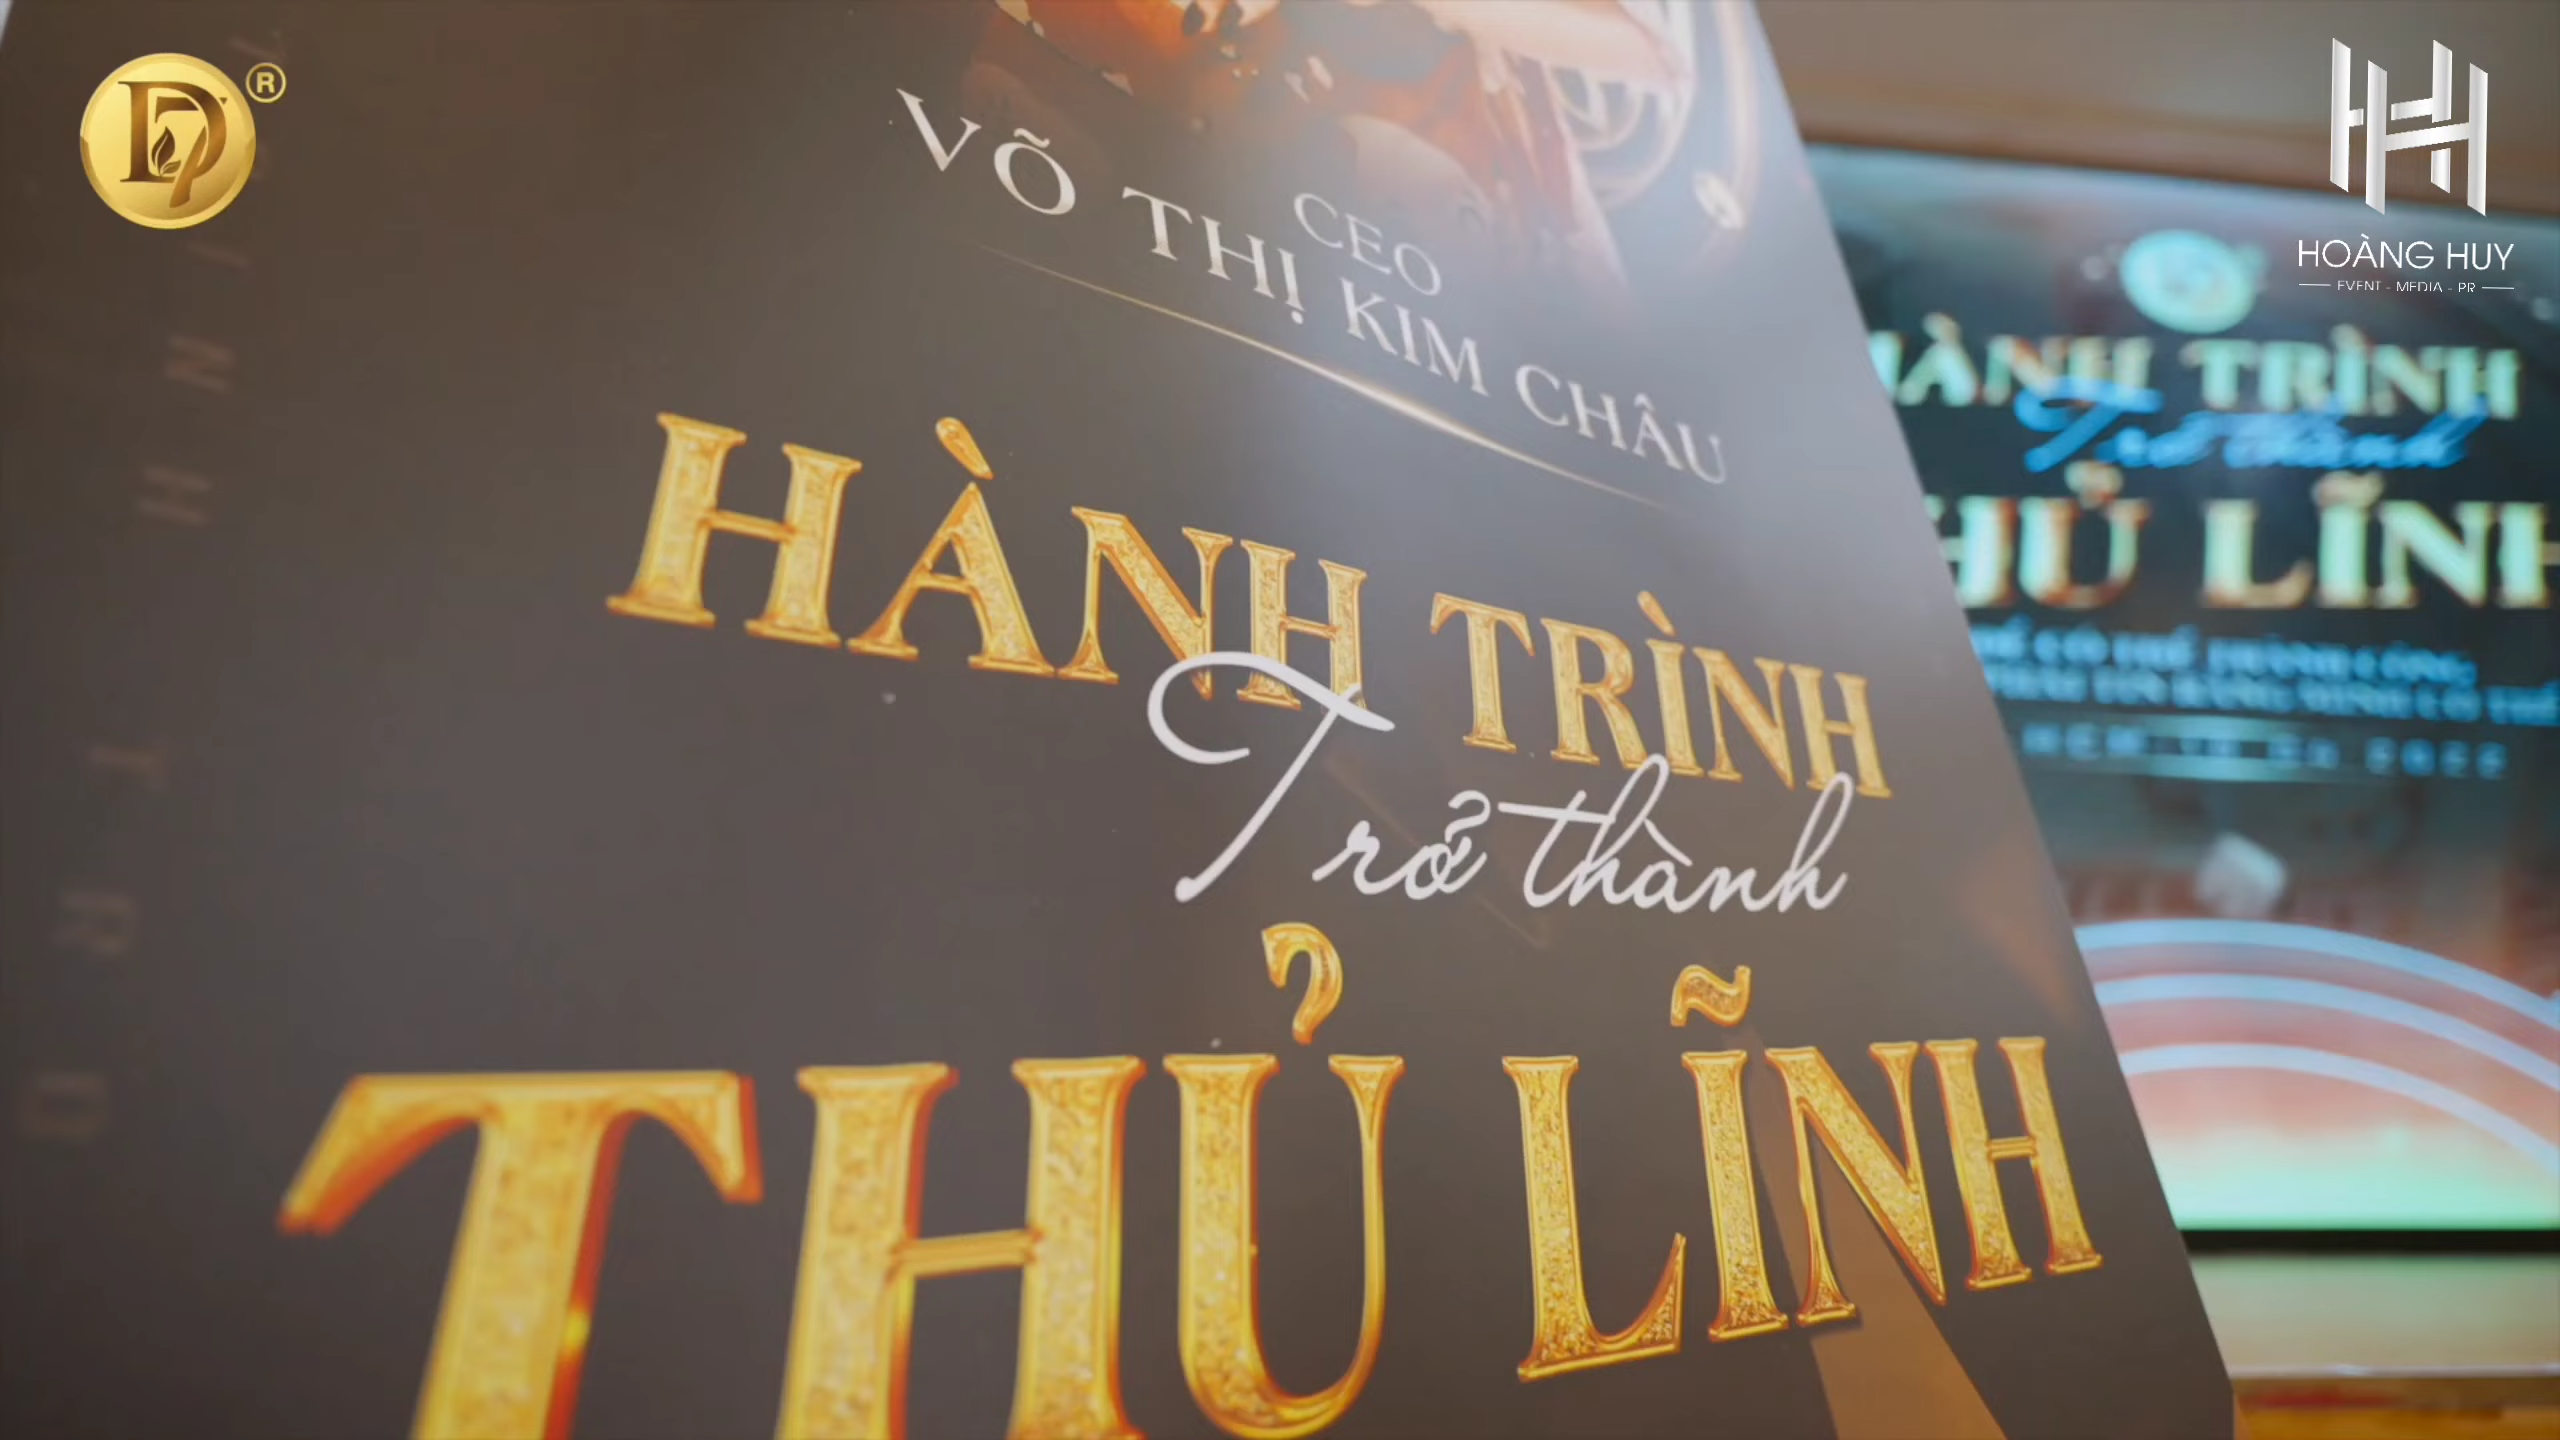 ®
HOÀNG HUY
EVENT - MEDIA - PR
CEO
VÕ THỊ KIM CHÂU
HÀNH TRÌNH
Trở thành
THỦ LĨNH
HÀNH TRÌNH
Trở thành
THỦ LĨNH